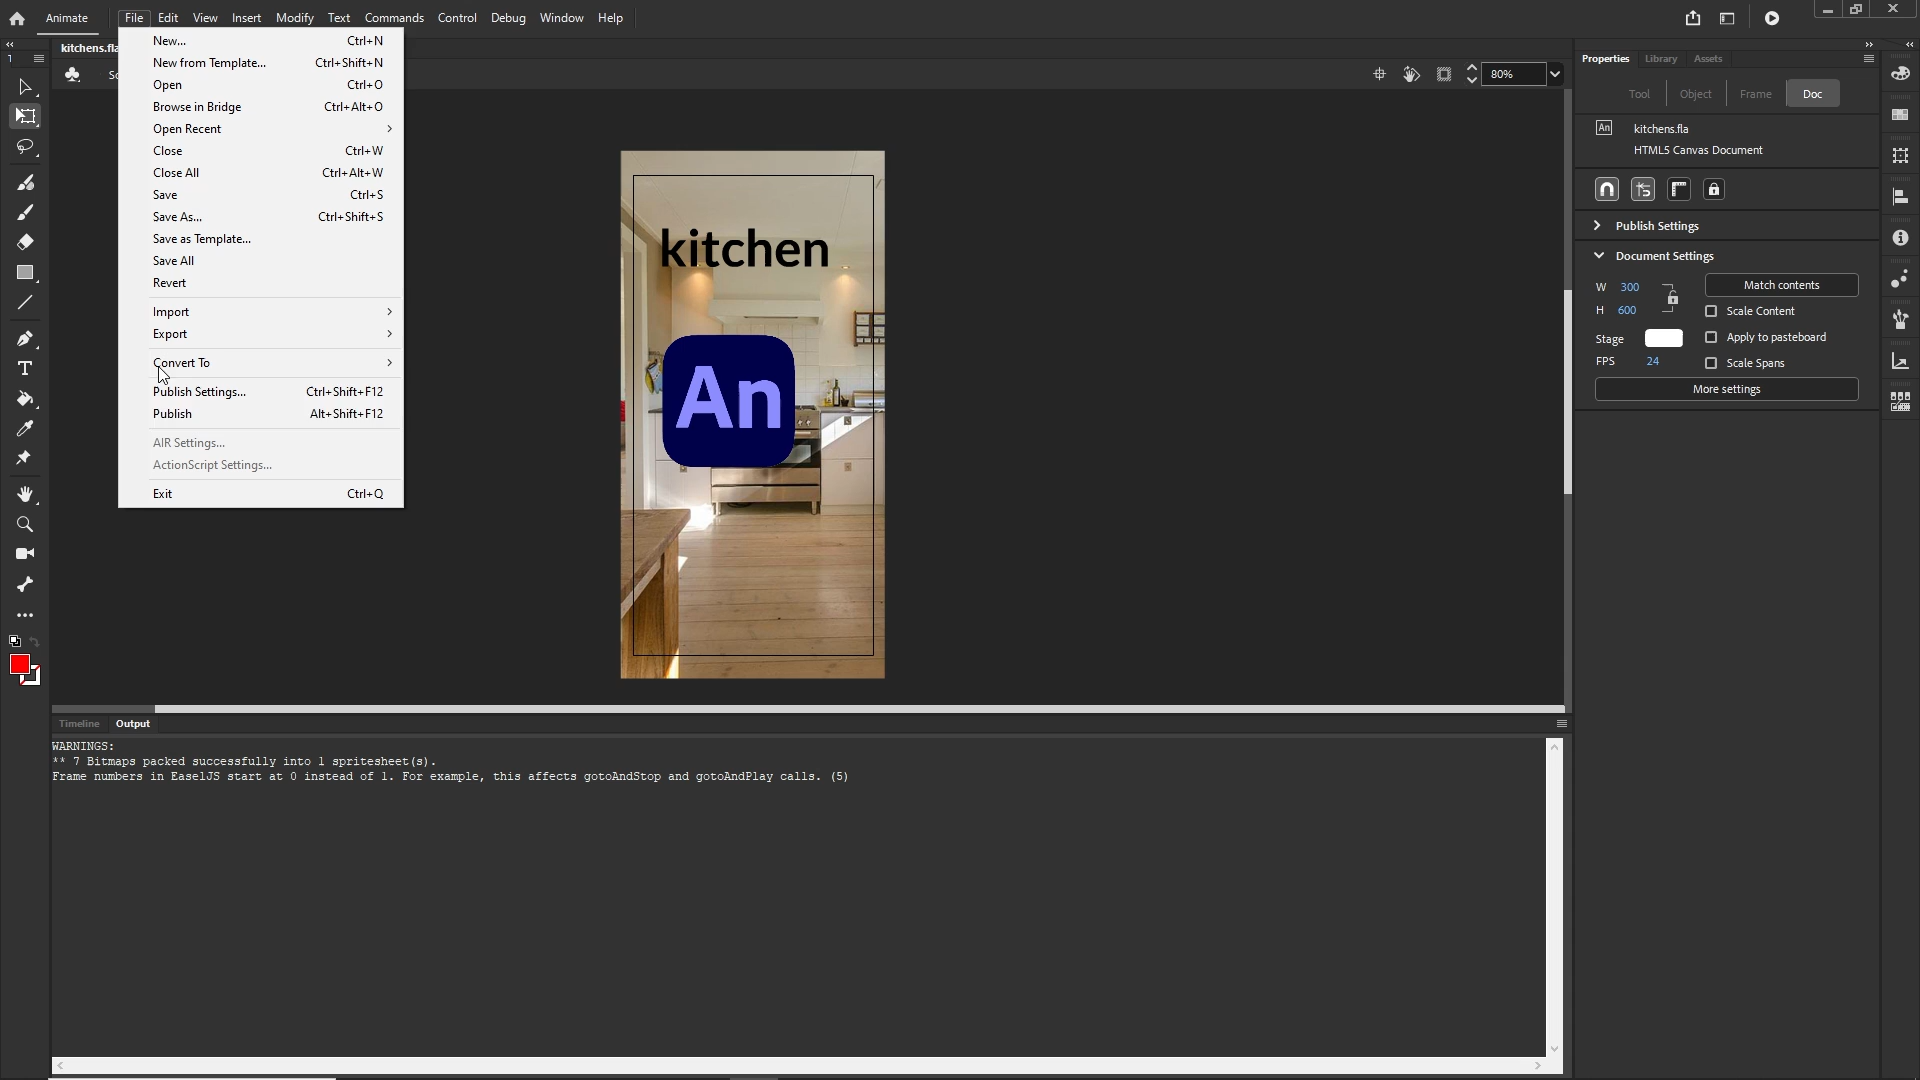 Animate
File Edit View Insert Modify Text Commands Control Debug Window Help
kitchens.fla
New... Ctrl+N
New from Template... Ctrl+Shift+N
Open Ctrl+O
Browse in Bridge Ctrl+Alt+O
Open Recent
Close Ctrl+W
Close All Ctrl+Alt+W
Save Ctrl+S
Save As... Ctrl+Shift+S
Save as Template...
Save All
Revert
Import
Export
Convert To
Publish Settings... Ctrl+Shift+F12
Publish Alt+Shift+F12
AIR Settings...
ActionScript Settings...
Exit Ctrl+Q
80%
kitchen
An
Properties Library Assets
Tool Object Frame Doc
An kitchens.fla
HTML5 Canvas Document
Publish Settings
Document Settings
W 300 Match contents
H 600 Scale Content
Stage Apply to pasteboard
FPS 24 Scale Spans
More settings
Timeline Output
WARNINGS:
** 7 Bitmaps packed successfully into 1 spritesheet(s).
Frame numbers in EaselJS start at 0 instead of 1. For example, this affects gotoAndStop and gotoAndPlay calls. (5)